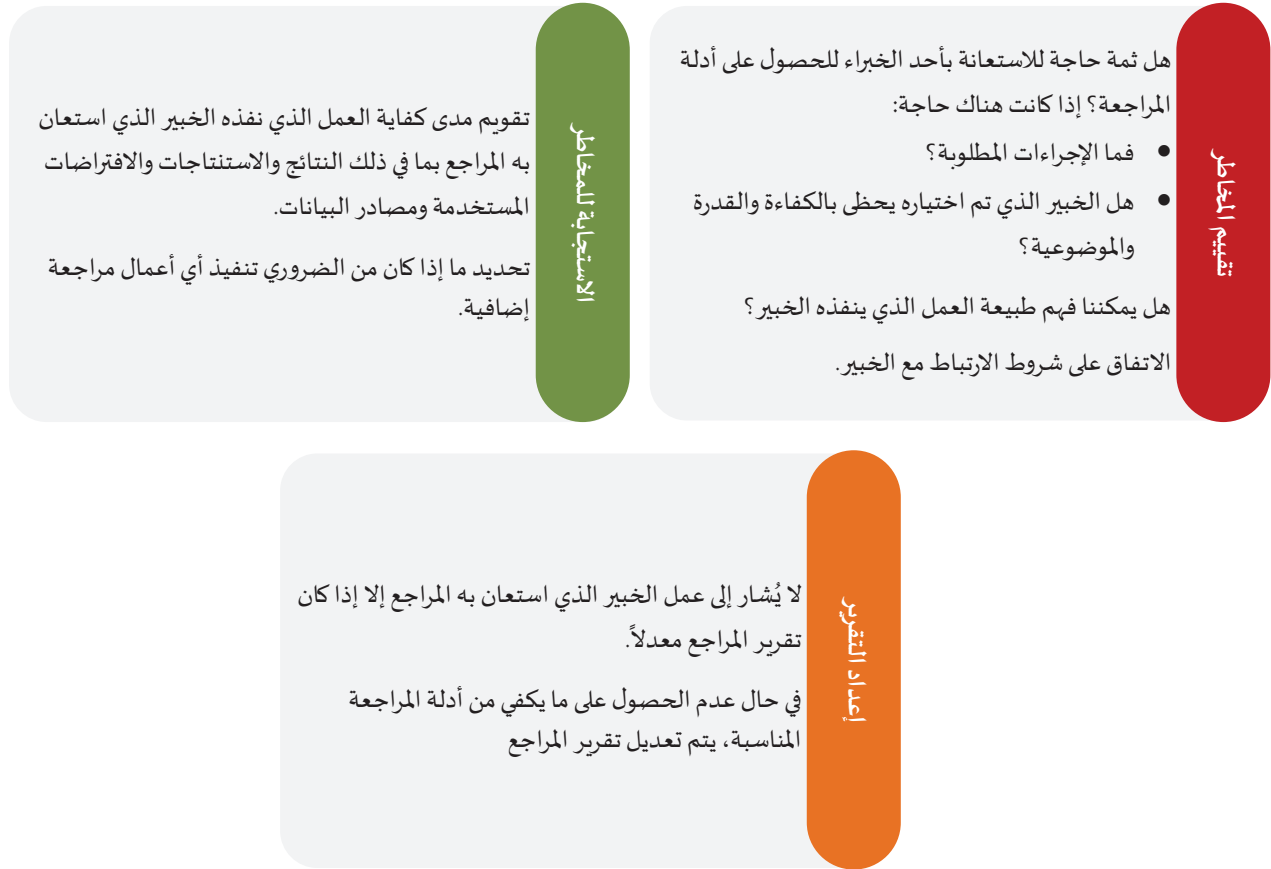 تقييم المخاطر
هل ثمة حاجة للاستعانة بأحد الخبراء للحصول على أدلة
المراجعة؟ إذا كانت هناك حاجة:
• فما الإجراءات المطلوبة؟
• هل الخبير الذي تم اختياره يحظى بالكفاءة والقدرة
والموضوعية؟
هل يمكننا فهم طبيعة العمل الذي ينفذه الخبير؟
الاتفاق على شروط الارتباط مع الخبير.
الاستجابة للمخاطر
تقويم مدى كفاية العمل الذي نفذه الخبير الذي استعان
به المراجع بما في ذلك النتائج والاستنتاجات والافتراضات
المستخدمة ومصادر البيانات.
تحديد ما إذا كان من الضروري تنفيذ أي أعمال مراجعة
إضافية.
إعداد التقرير
لا يُشار إلى عمل الخبير الذي استعان به المراجع إلا إذا كان
تقرير المراجع معدلاً.
في حال عدم الحصول على ما يكفي من أدلة المراجعة
المناسبة، يتم تعديل تقرير المراجع